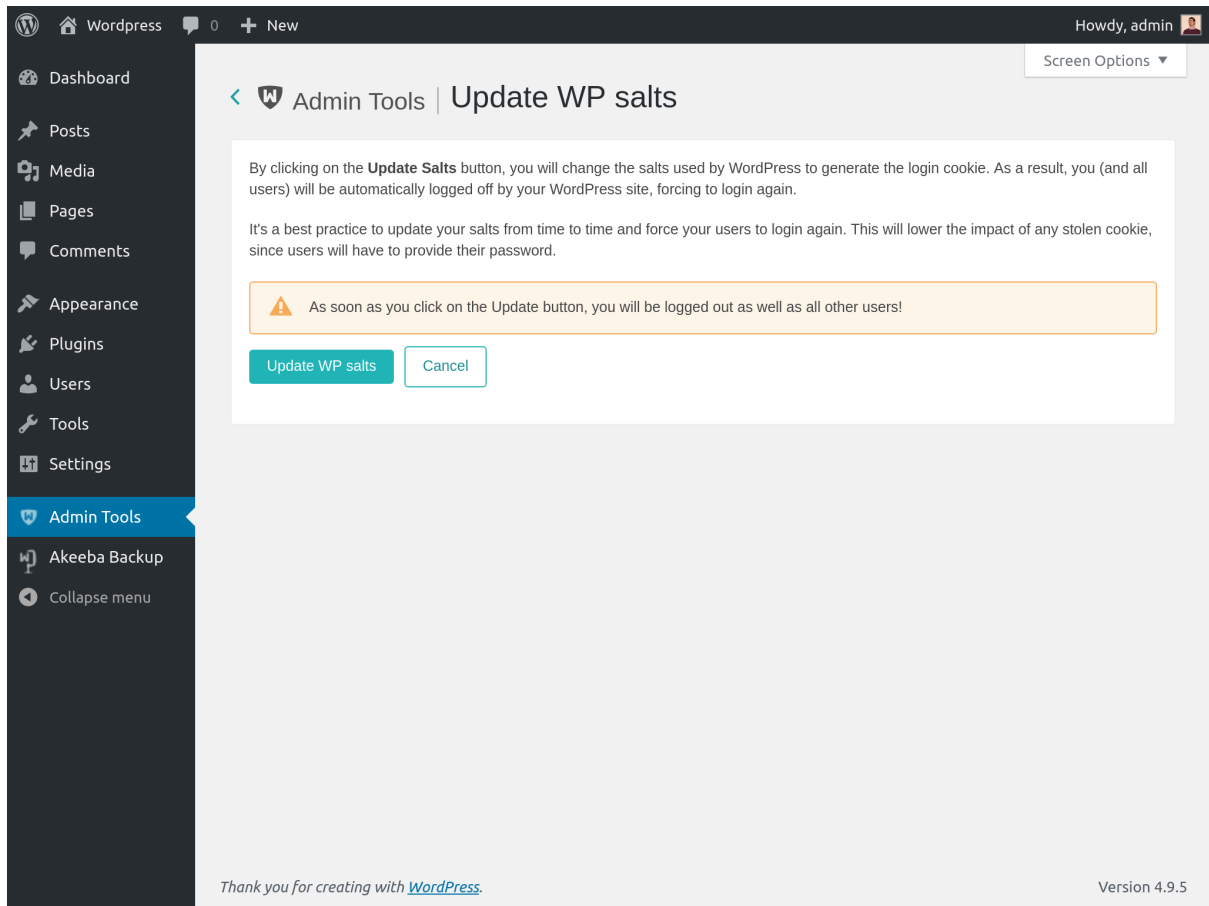 Wordpress 0 New Howdy, admin
Screen Options ▼
Dashboard
Posts
Media
Pages
Comments
Appearance
Plugins
Users
Tools
Settings
Admin Tools
Akeeba Backup
Collapse menu
Admin Tools | Update WP salts
By clicking on the Update Salts button, you will change the salts used by WordPress to generate the login cookie. As a result, you (and all
users) will be automatically logged off by your WordPress site, forcing to login again.
It's a best practice to update your salts from time to time and force your users to login again. This will lower the impact of any stolen cookie,
since users will have to provide their password.
As soon as you click on the Update button, you will be logged out as well as all other users!
Update WP salts Cancel
Thank you for creating with WordPress. Version 4.9.5